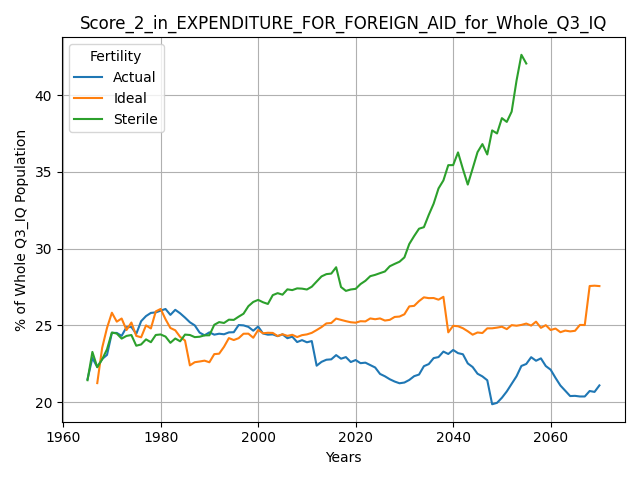 Score_2_in_EXPENDITURE_FOR_FOREIGN_AID_for_Whole_Q3_IQ
Fertility
Actual
Ideal
Sterile
% of Whole Q3_IQ Population
40
35
30
25
20
1960 1980 2000 2020 2040 2060
Years